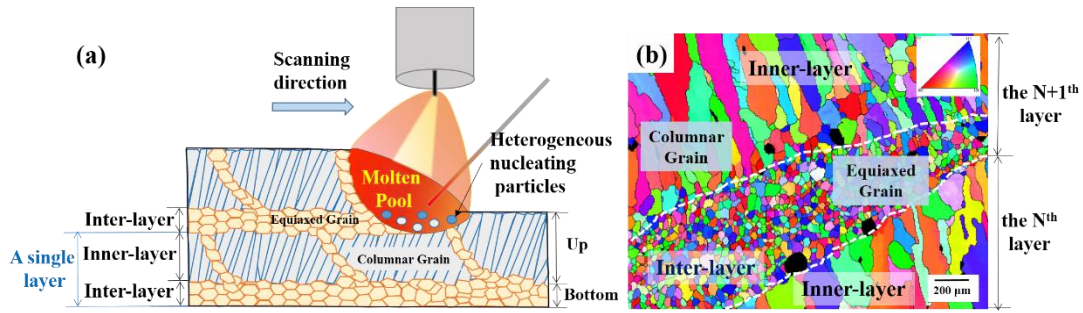 (a)
Scanning
direction
Heterogeneous
nucleating
particles
Molten
Pool
Equiaxed Grain
Columnar Grain
Inter-layer
Inner-layer
Inter-layer
A single
layer
Up
Bottom
(b)
Inner-layer
Columnar
Grain
Equiaxed
Grain
Inter-layer
Inner-layer
200 μm
the N+1th
layer
the Nth
layer